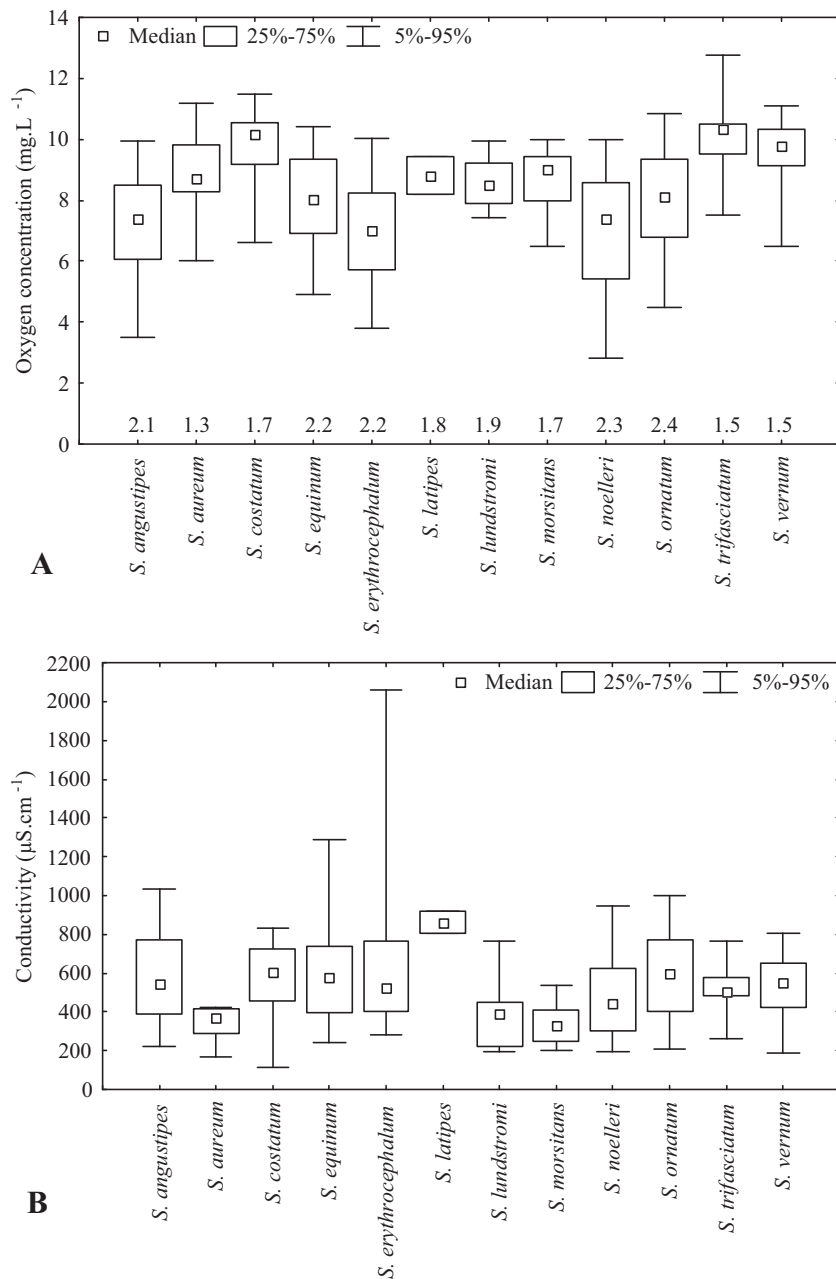 14
Median 25%-75% 5%-95%
12
10
8
6
4
2
0
Oxygen concentration (mg.L -1)
2.1 1.3 1.7 2.2 2.2 1.8 1.9 1.7 2.3 2.4 1.5 1.5
S. angustipes
S. aureum
S. costatum
S. equinum
S. erythrocephalum
S. latipes
S. lundstromi
S. morsitans
S. noelleri
S. ornatum
S. trifasciatum
S. vernum
A
2200
Median 25%-75% 5%-95%
2000
1800
1600
1400
1200
1000
800
600
400
200
0
Conductivity (µS.cm-1)
S. angustipes
S. aureum
S. costatum
S. equinum
S. erythrocephalum
S. latipes
S. lundstromi
S. morsitans
S. noelleri
S. ornatum
S. trifasciatum
S. vernum
B